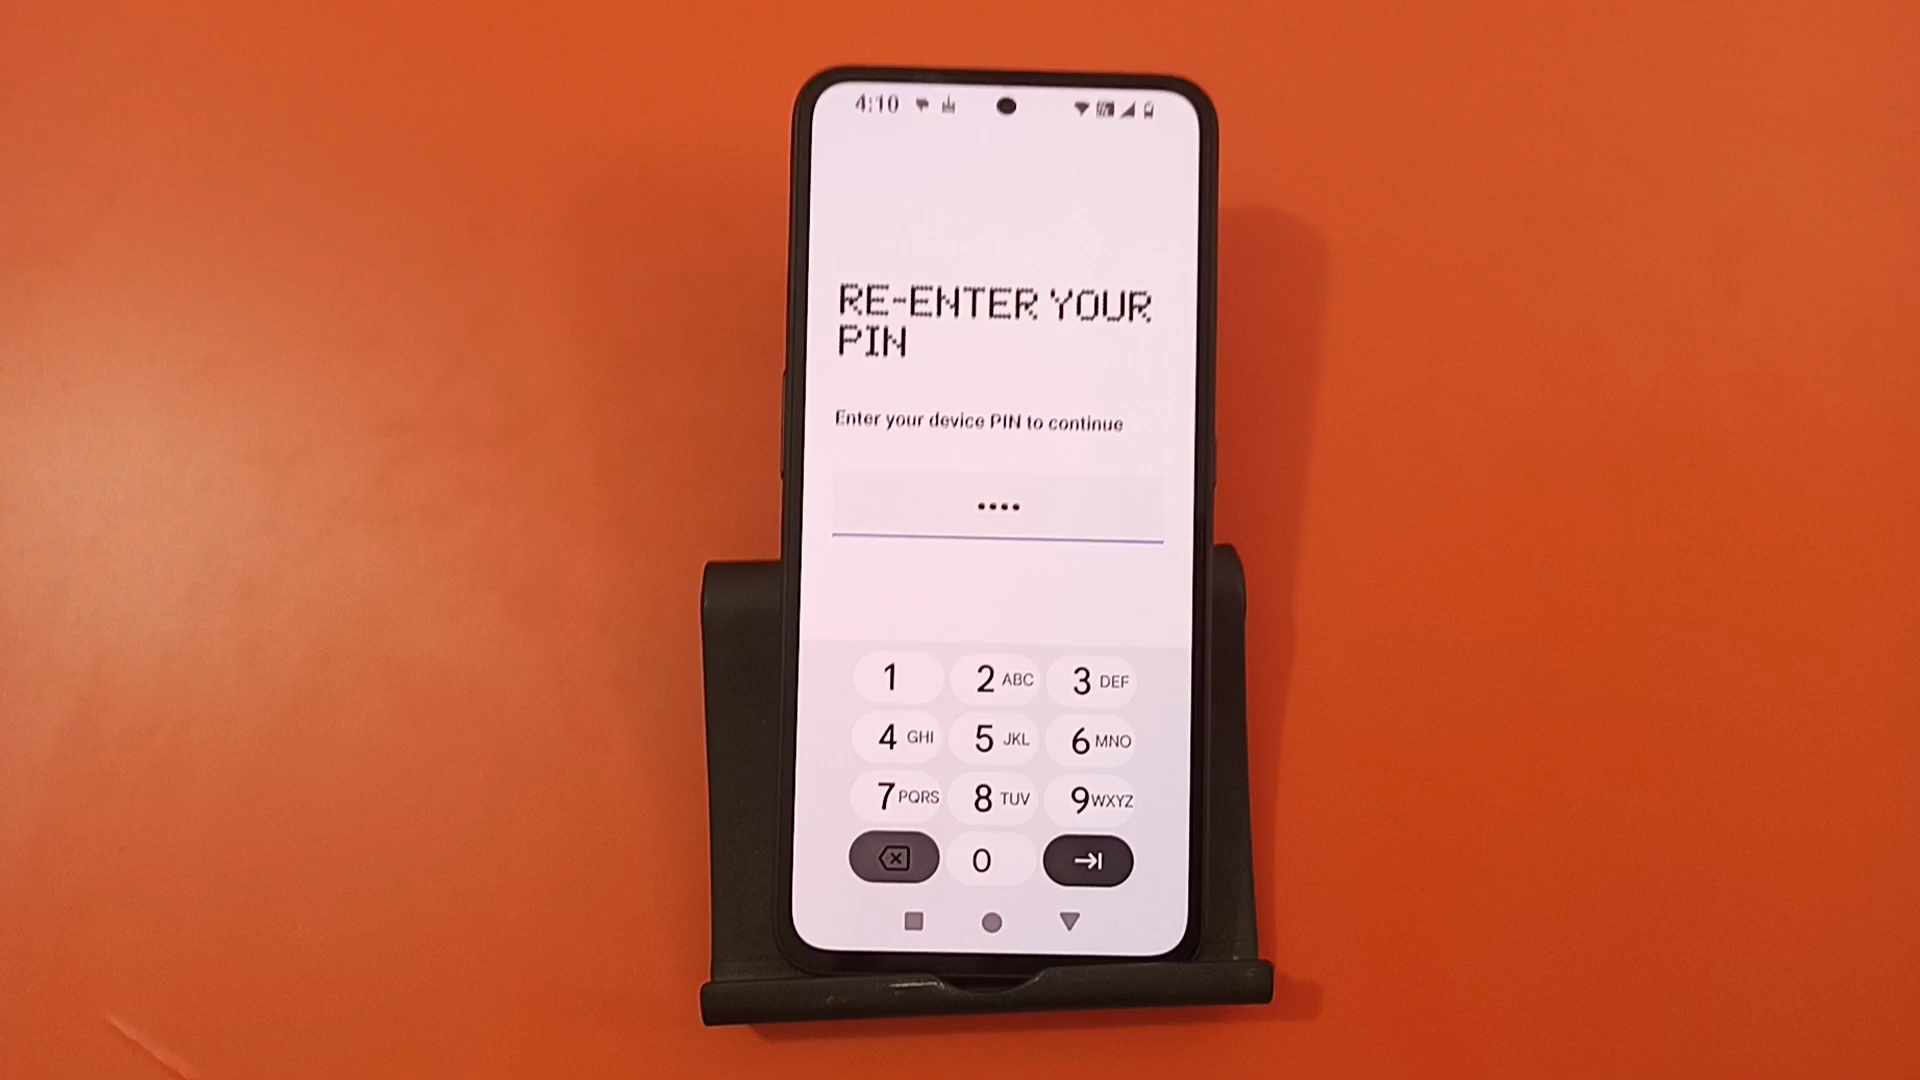 4:10
RE-ENTER YOUR
PIN
Enter your device PIN to continue
••••
1
2 ABC
3 DEF
4 GHI
5 JKL
6 MNO
7 PQRS
8 TUV
9 WXYZ
0